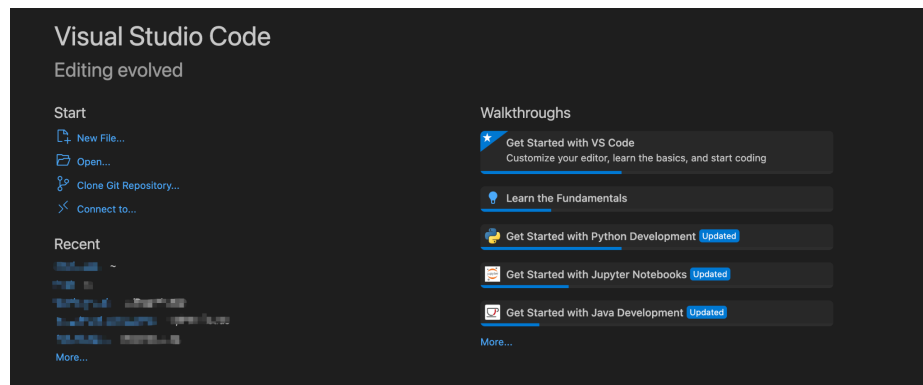 Visual Studio Code
Editing evolved
Start
New File...
Open...
Clone Git Repository...
Connect to...
Recent
~
More...
Walkthroughs
Get Started with VS Code
Customize your editor, learn the basics, and start coding
Learn the Fundamentals
Get Started with Python Development Updated
Get Started with Jupyter Notebooks Updated
Get Started with Java Development Updated
More...